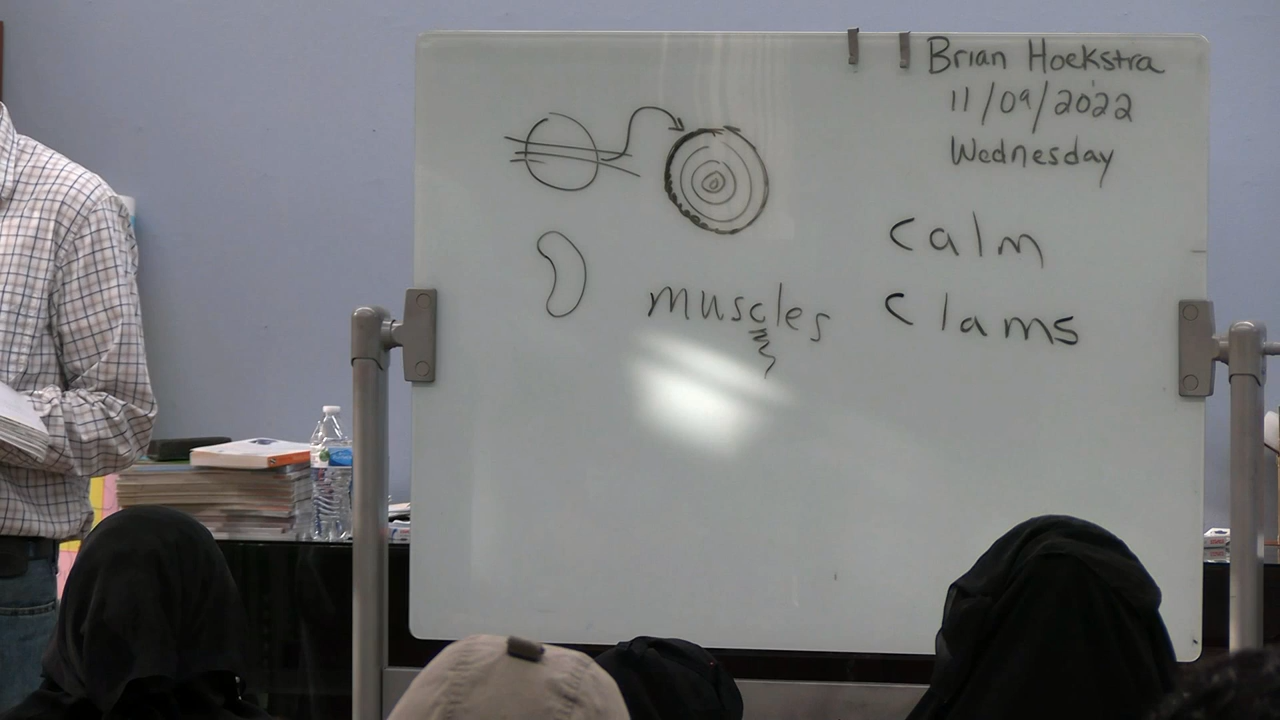 Brian Hoekstra
11/09/2022
Wednesday
calm
muscles
clams